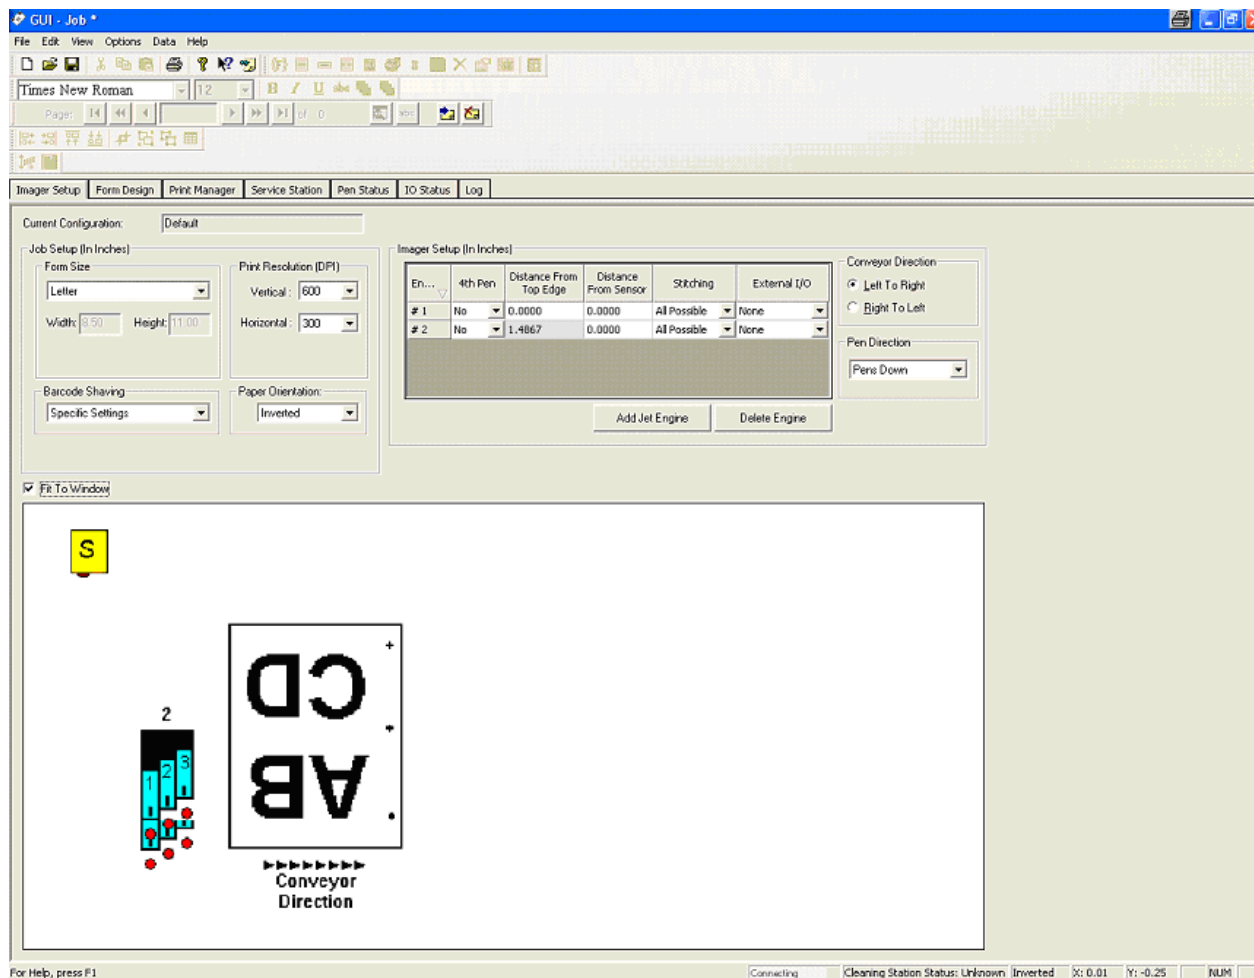 GUI - Job *
File Edit View Options Data Help
Times New Roman 12 B I U abc
Page: of 0 abc
Imager Setup Form Design Print Manager Service Station Pen Status IO Status Log
Current Configuration: Default
Job Setup (In Inches)
Form Size
Letter
Width: 8.50 Height: 11.00
Print Resolution (DPI)
Vertical : 600
Horizontal : 300
Barcode Shaving
Specific Settings
Paper Orientation:
Inverted
Imager Setup (In Inches)
En... 4th Pen Distance From Top Edge Distance From Sensor Stitching External I/O
# 1 No 0.0000 0.0000 All Possible None
# 2 No 1.4867 0.0000 All Possible None
Add Jet Engine Delete Engine
Conveyor Direction
Left To Right
Right To Left
Pen Direction
Pens Down
Fit To Window
S
2
1 2 3
AB
CD
Conveyor
Direction
For Help, press F1 Connecting Cleaning Station Status: Unknown Inverted X: 0.01 Y: -0.25 NUM